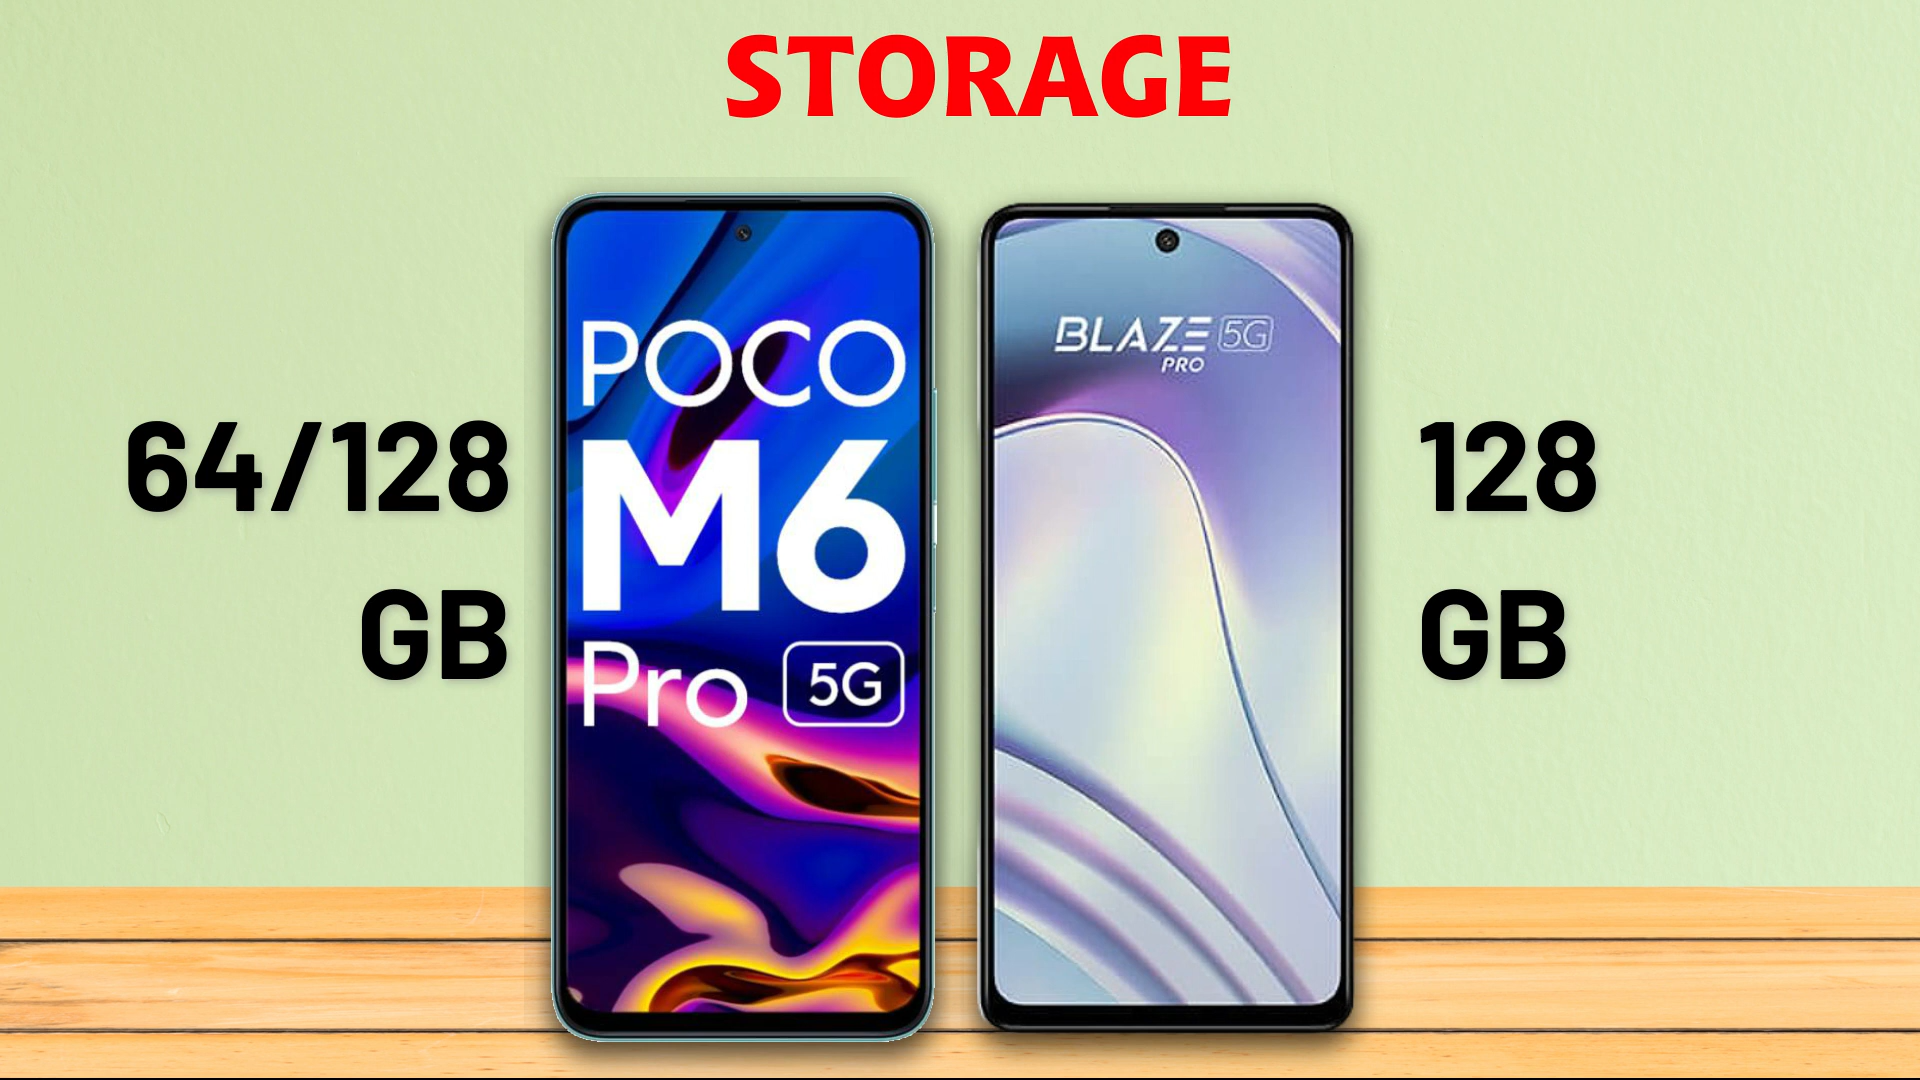 STORAGE
64/128
GB
POCO
M6
Pro 5G
BLAZE 5G
PRO
128
GB